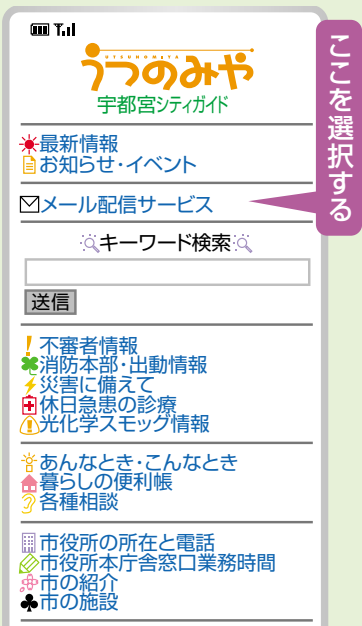 UTSUNOMIYA
うつのみや
宇都宮シティガイド
最新情報
お知らせ・イベント
メール配信サービス
ここを選択する
キーワード検索
送信
不審者情報
消防本部・出動情報
災害に備えて
休日急患の診療
光化学スモッグ情報
あんなとき・こんなとき
暮らしの便利帳
各種相談
市役所の所在と電話
市役所本庁舎窓口業務時間
市の紹介
市の施設